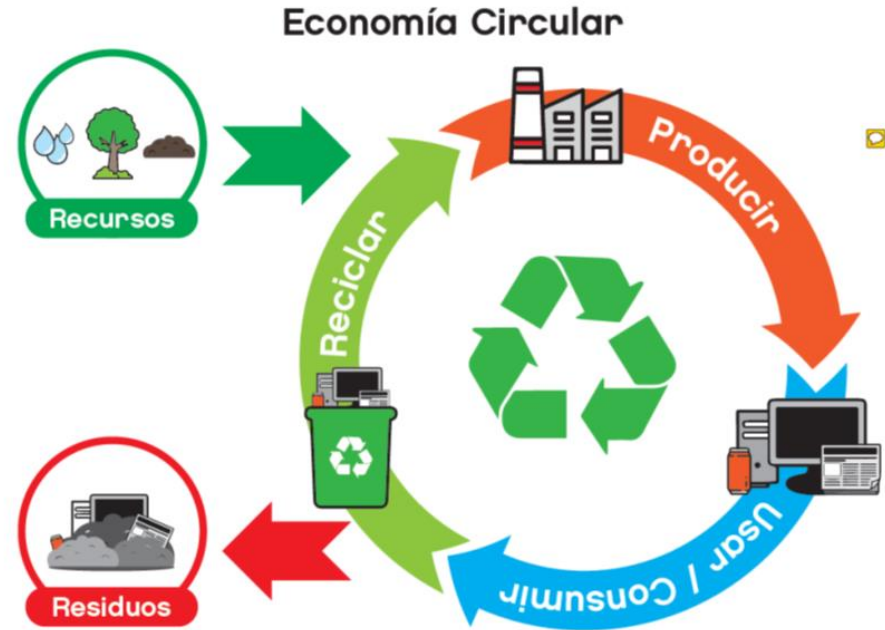 Economía Circular
Recursos
Producir
Reciclar
Usar / Consumir
Residuos